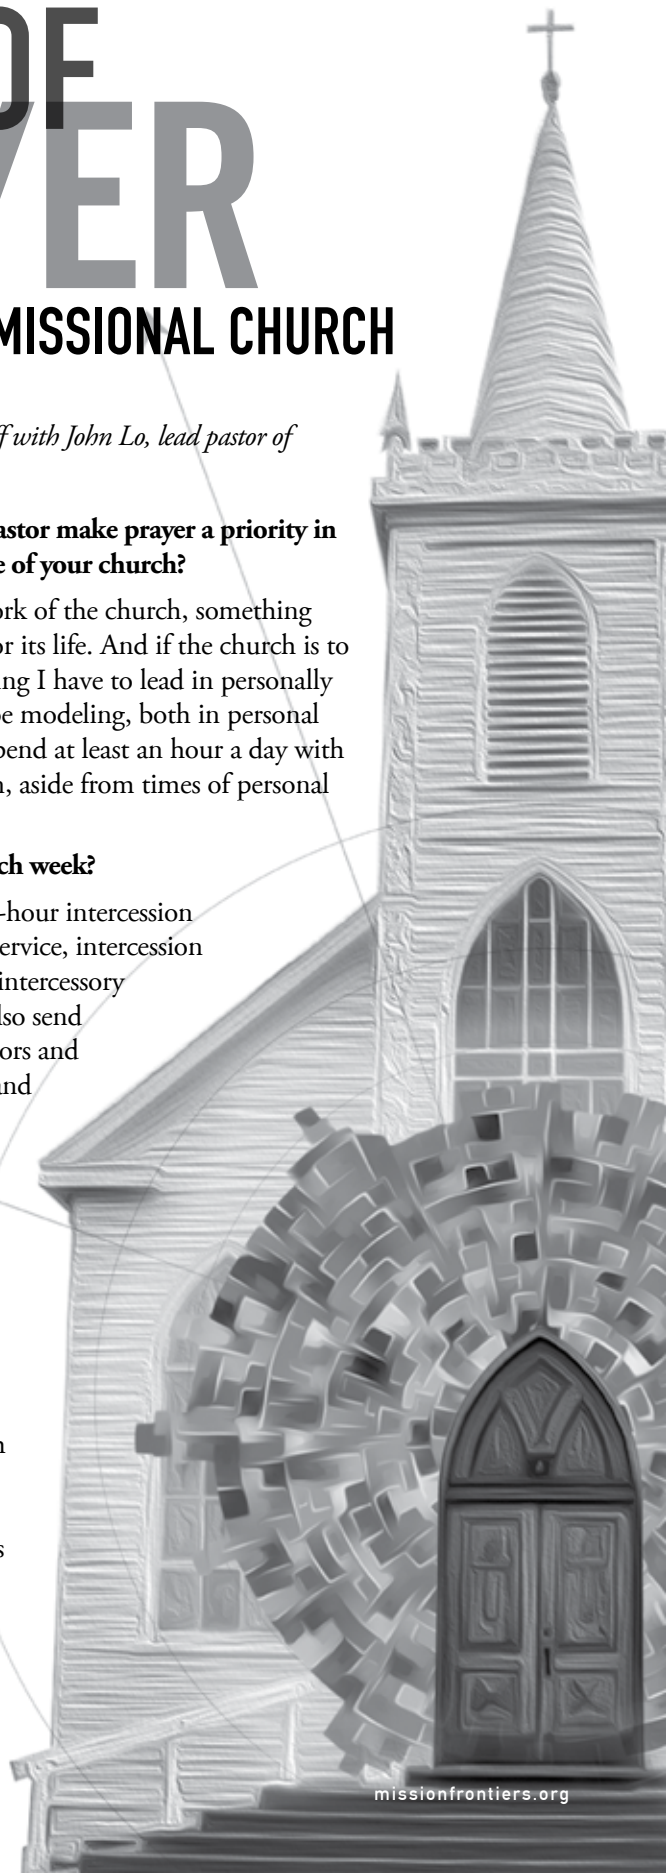 OF
YER
MISSIONAL CHURCH
ff with John Lo, lead pastor of
astor make prayer a priority in
e of your church?
ork of the church, something
or its life. And if the church is to
ng I have to lead in personally
be modeling, both in personal
pend at least an hour a day with
n, aside from times of personal
ch week?
-hour intercession
ervice, intercession
intercessory
lso send
ors and
and
n
s
missionfrontiers.org